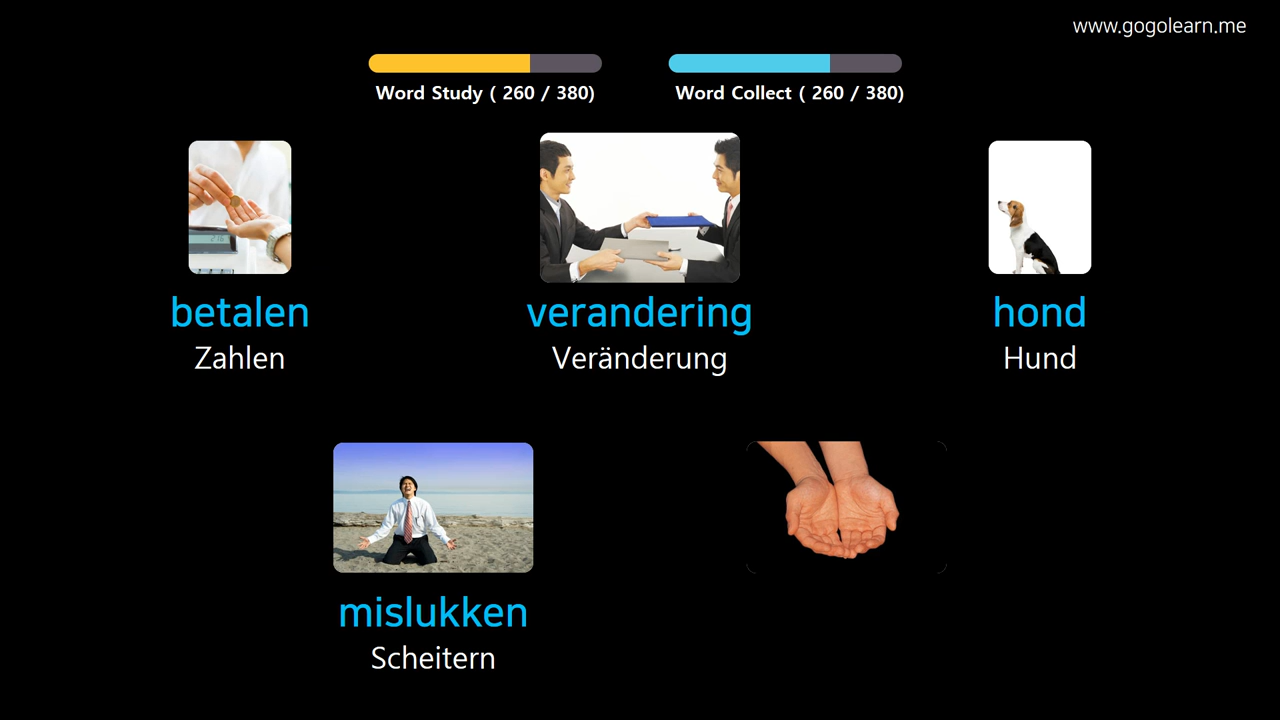 www.gogolearn.me
Word Study ( 260 / 380)
Word Collect ( 260 / 380)
betalen
Zahlen
verandering
Veränderung
hond
Hund
mislukken
Scheitern